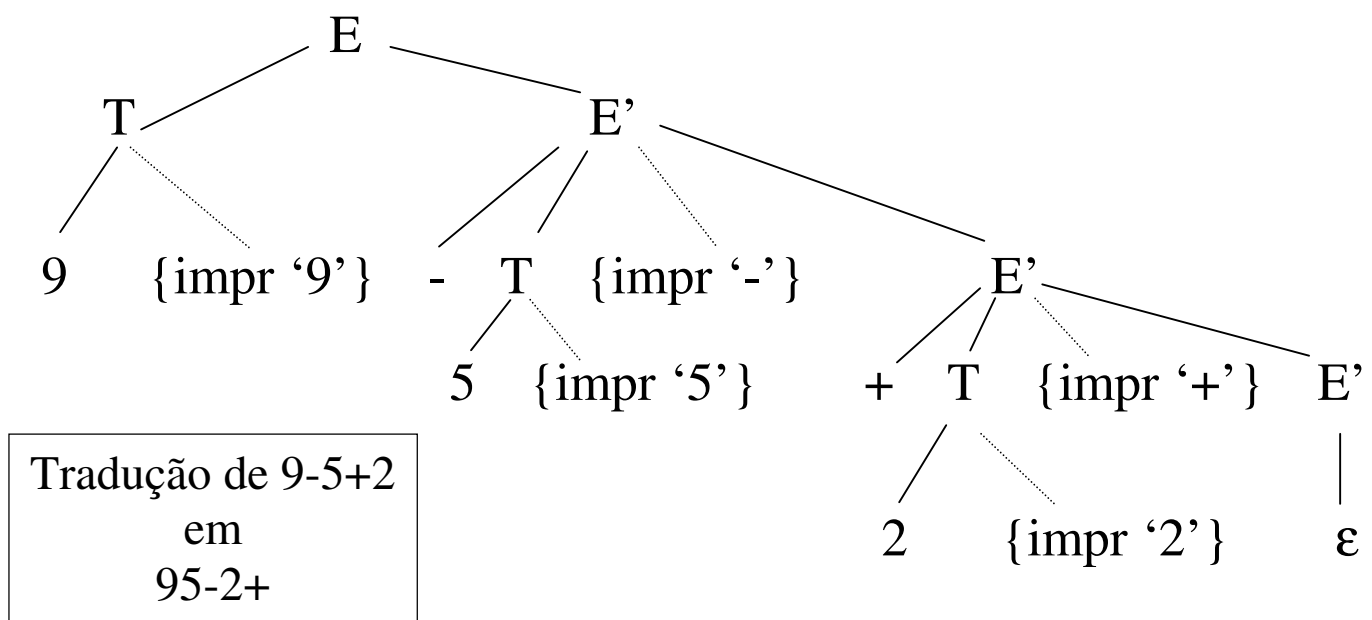 E
T E’
9 {impr ‘9’} - T {impr ‘-’} E’
5 {impr ‘5’} + T {impr ‘+’} E’
2 {impr ‘2’} ε
Tradução de 9-5+2
em
95-2+